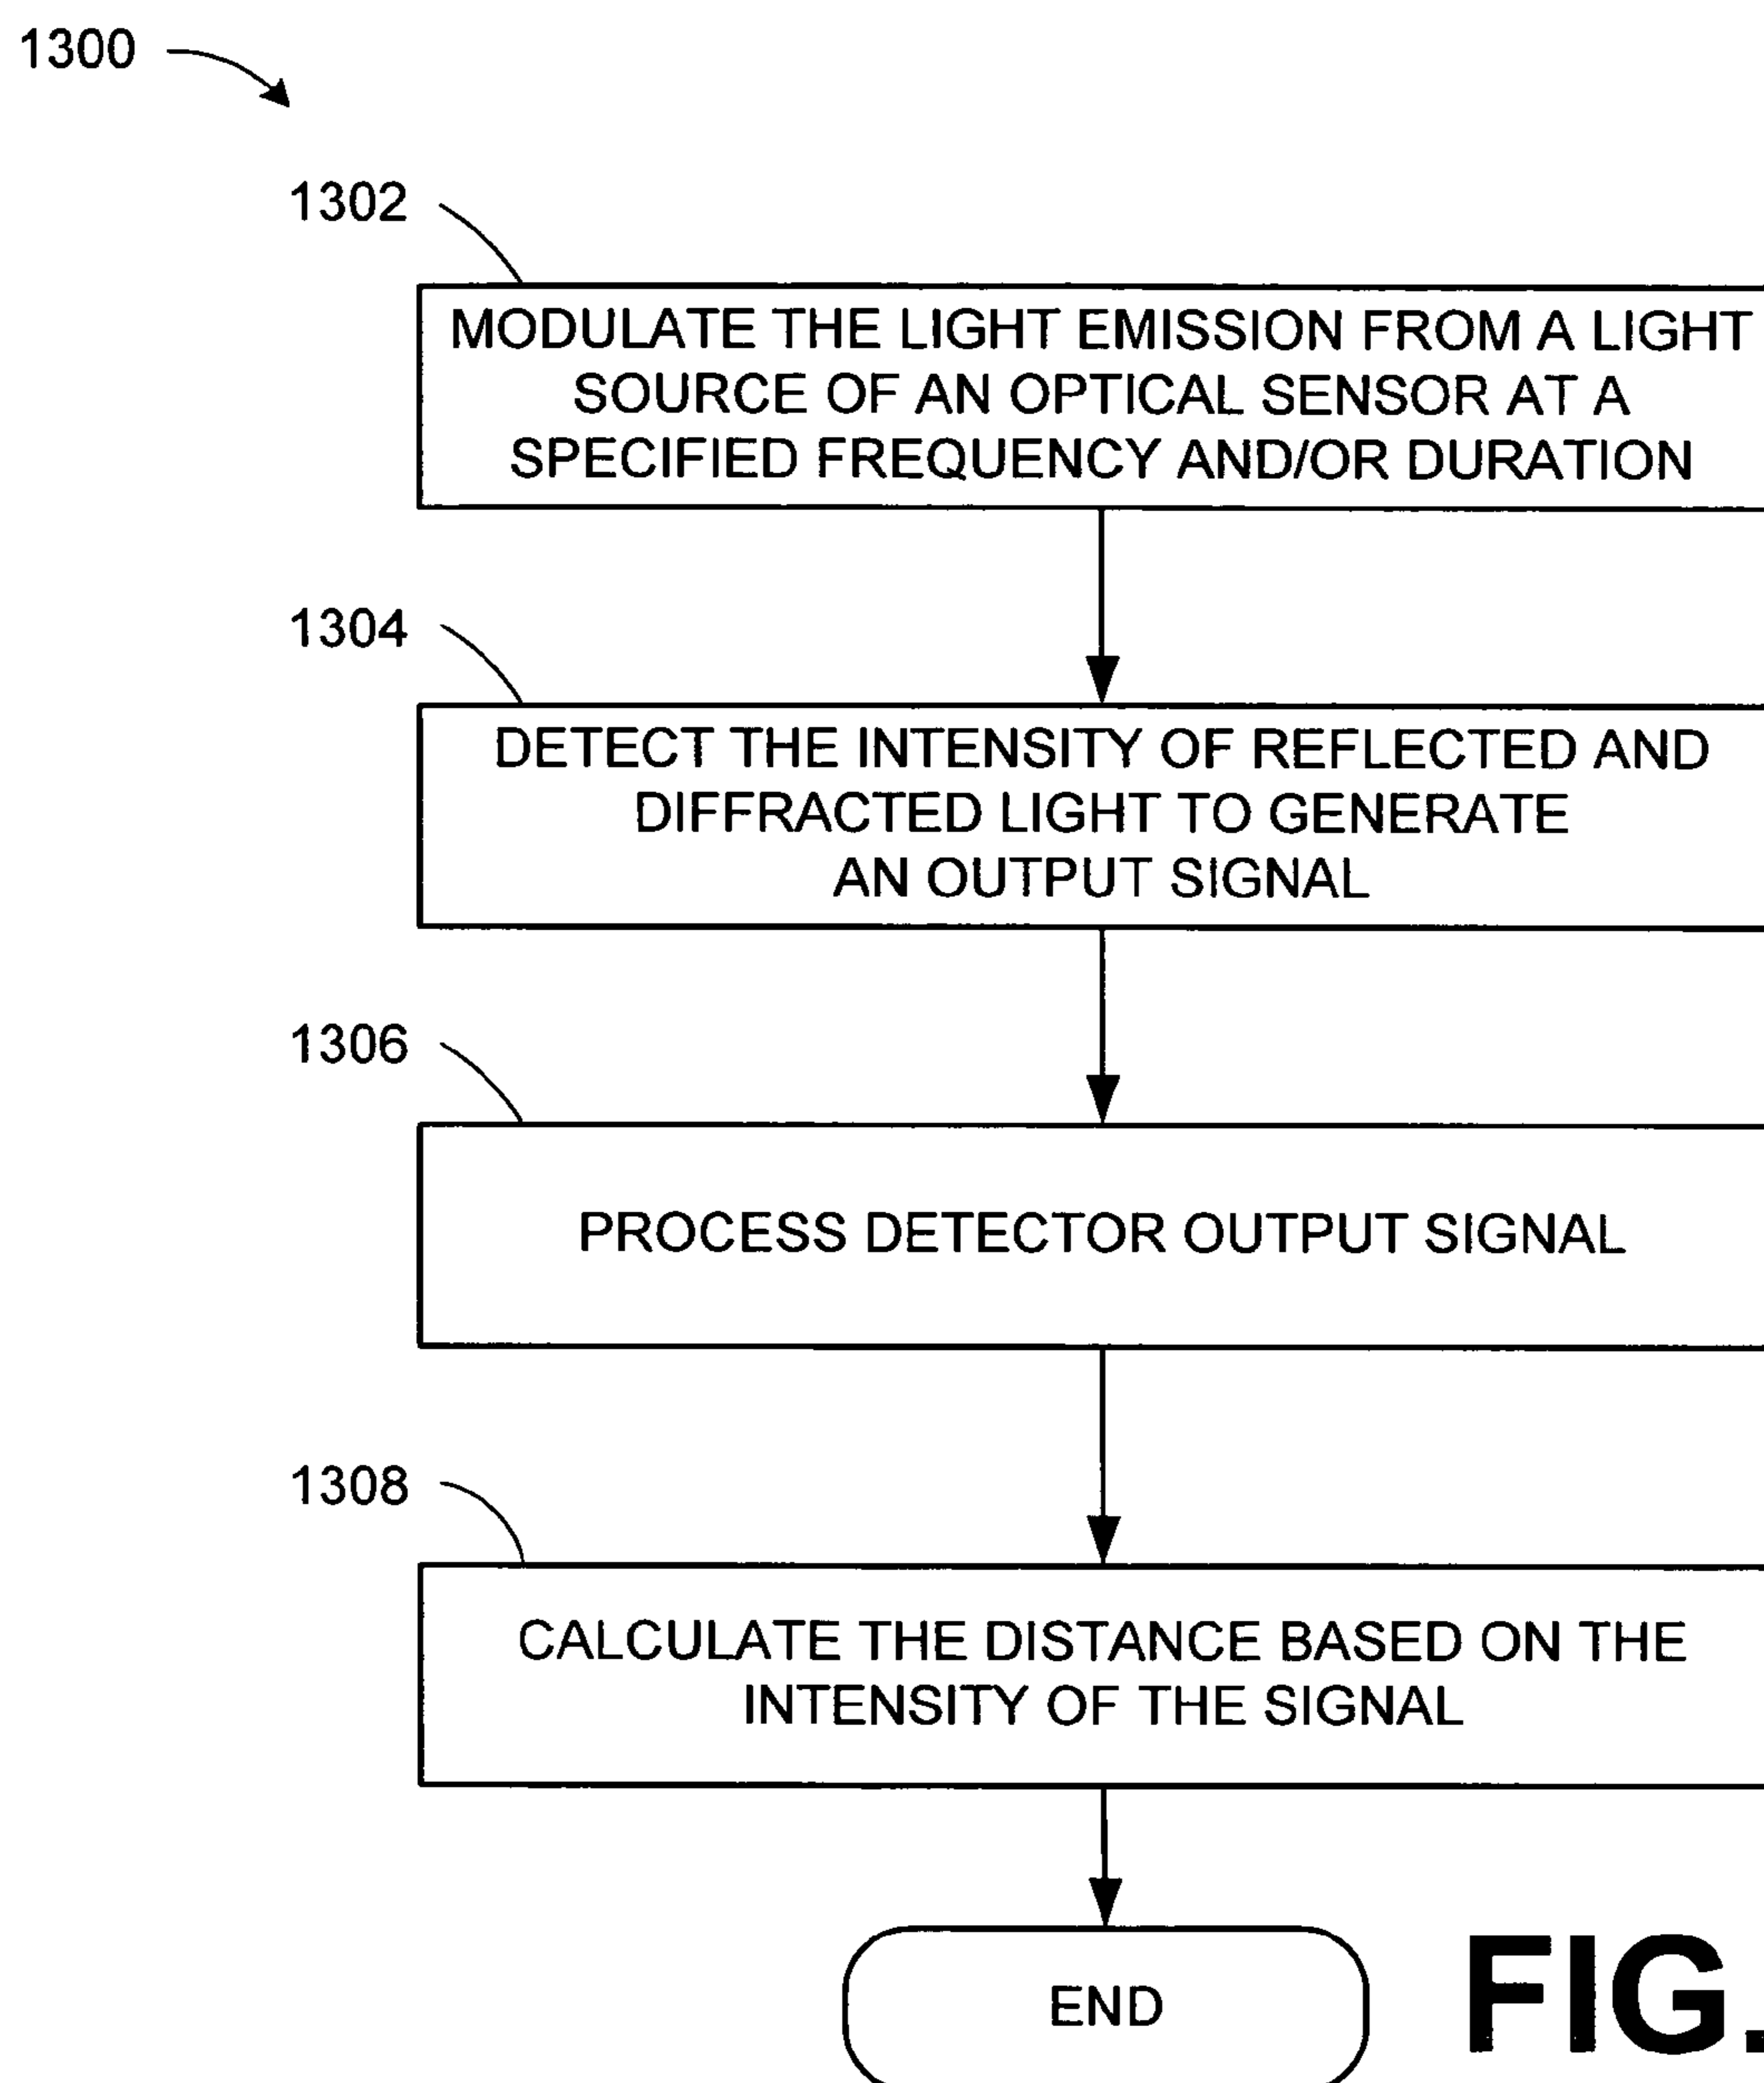 1300
1302
MODULATE THE LIGHT EMISSION FROM A LIGHT
SOURCE OF AN OPTICAL SENSOR AT A
SPECIFIED FREQUENCY AND/OR DURATION
1304
DETECT THE INTENSITY OF REFLECTED AND
DIFFRACTED LIGHT TO GENERATE
AN OUTPUT SIGNAL
1306
PROCESS DETECTOR OUTPUT SIGNAL
1308
CALCULATE THE DISTANCE BASED ON THE
INTENSITY OF THE SIGNAL
END
FIG.